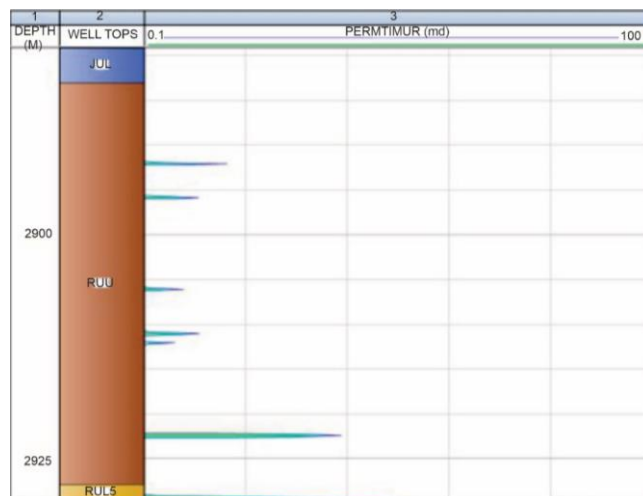 1 2 3
DEPTH (M) WELL TOPS 0.1 PERMTIMUR (md) 100
JUL
2900
RUU
2925
RUL5